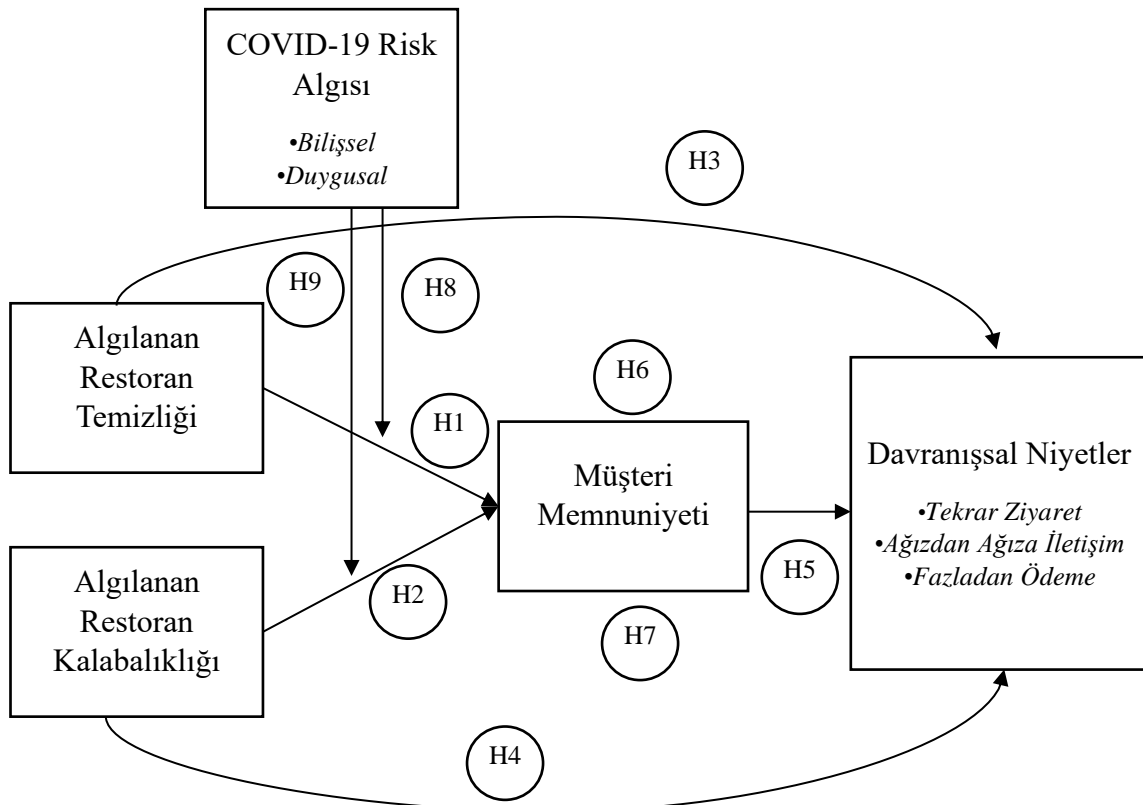 COVID-19 Risk
Algısı
•Bilişsel
•Duygusal
H3
H9
H8
Algılanan
Restoran
Temizliği
H1
H6
Müşteri
Memnuniyeti
Davranışsal Niyetler
•Tekrar Ziyaret
•Ağızdan Ağıza İletişim
•Fazladan Ödeme
H5
Algılanan
Restoran
Kalabalıklığı
H2
H7
H4